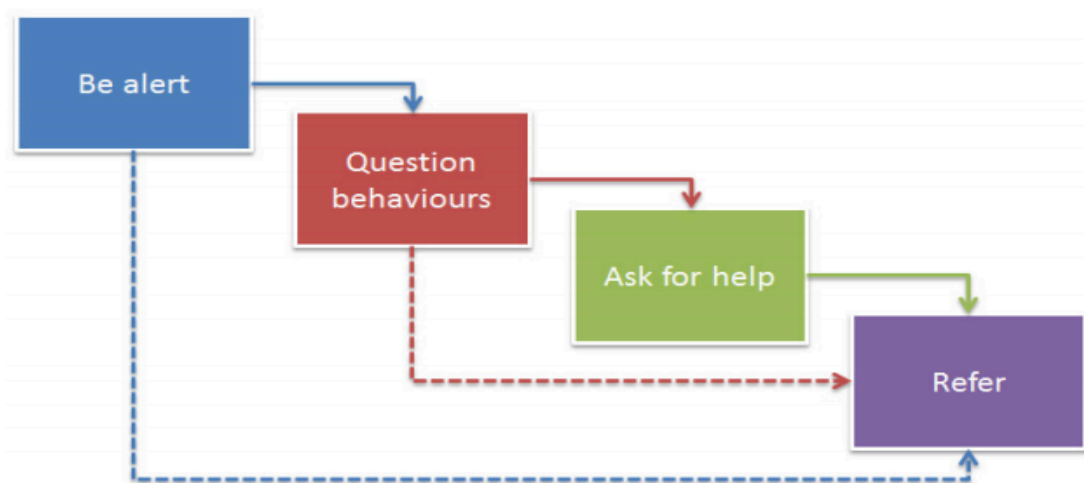 Be alert
Question
behaviours
Ask for help
Refer